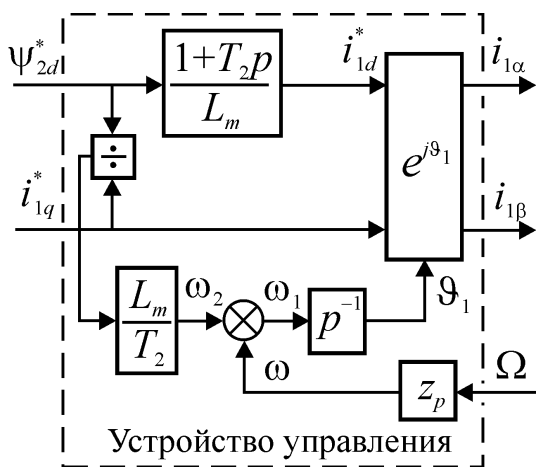 ψ*2d
1+T2p
Lm
i*1d
i1α
÷
e^jϑ1
i*1q
i1β
Lm
T2
ω2
ω1
p^−1
ϑ1
ω
zp
Ω
Устройство управления